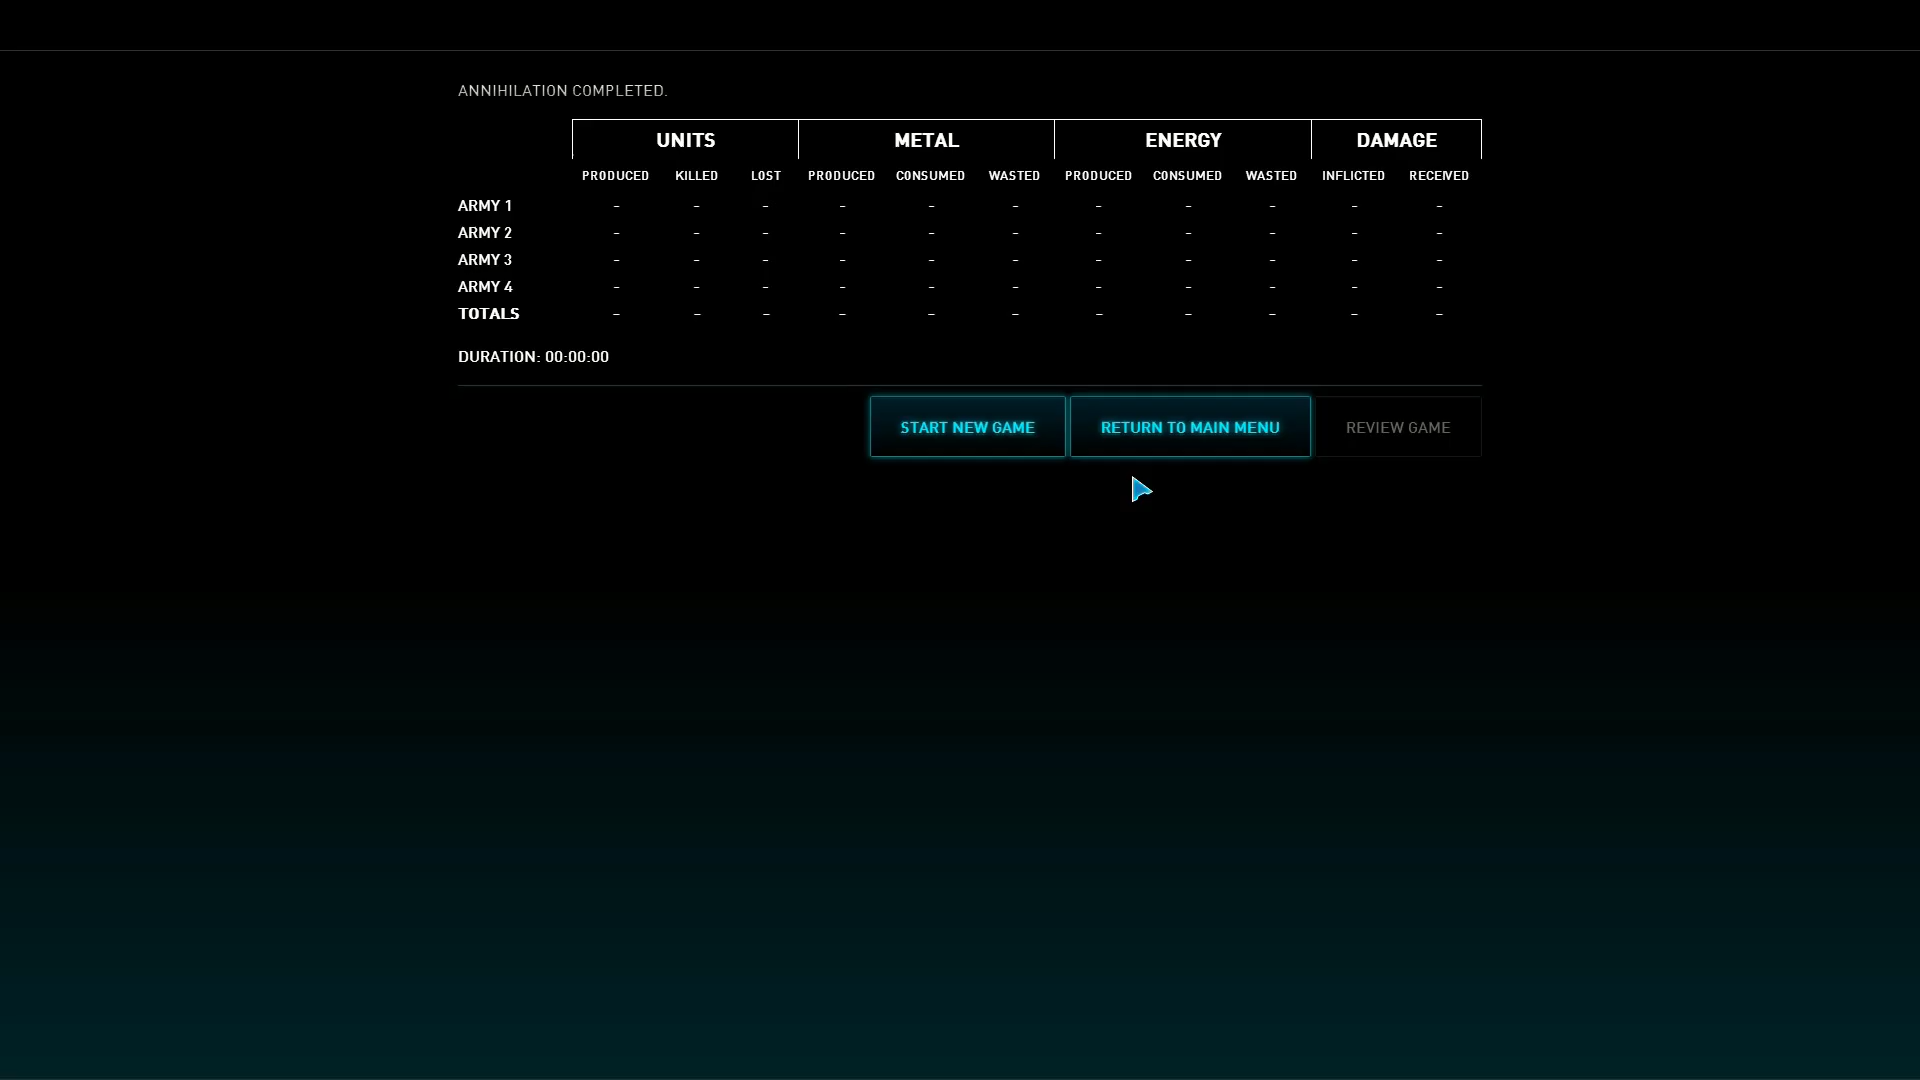 ANNIHILATION COMPLETED.
UNITS METAL ENERGY DAMAGE
PRODUCED KILLED LOST PRODUCED CONSUMED WASTED PRODUCED CONSUMED WASTED INFLICTED RECEIVED
ARMY 1 - - - - - - - - - - -
ARMY 2 - - - - - - - - - - -
ARMY 3 - - - - - - - - - - -
ARMY 4 - - - - - - - - - - -
TOTALS - - - - - - - - - - -
DURATION: 00:00:00
START NEW GAME RETURN TO MAIN MENU REVIEW GAME